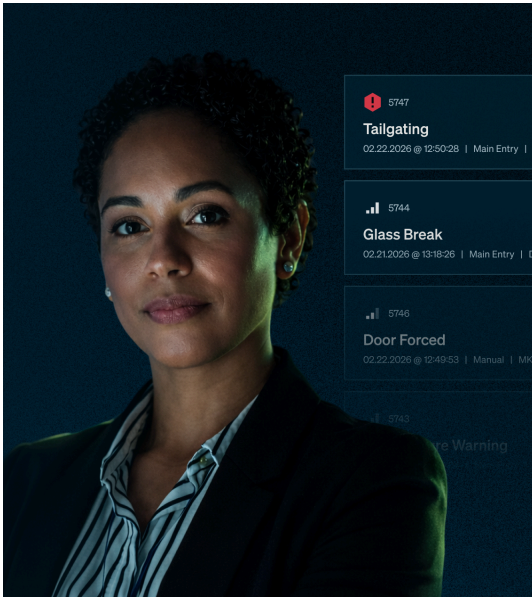 5747
Tailgating
02.22.2026 @ 12:50:28 | Main Entry |
5744
Glass Break
02.21.2026 @ 13:18:26 | Main Entry |
5746
Door Forced
02.22.2026 @ 12:49:53 | Manual | MK
5743
Warning